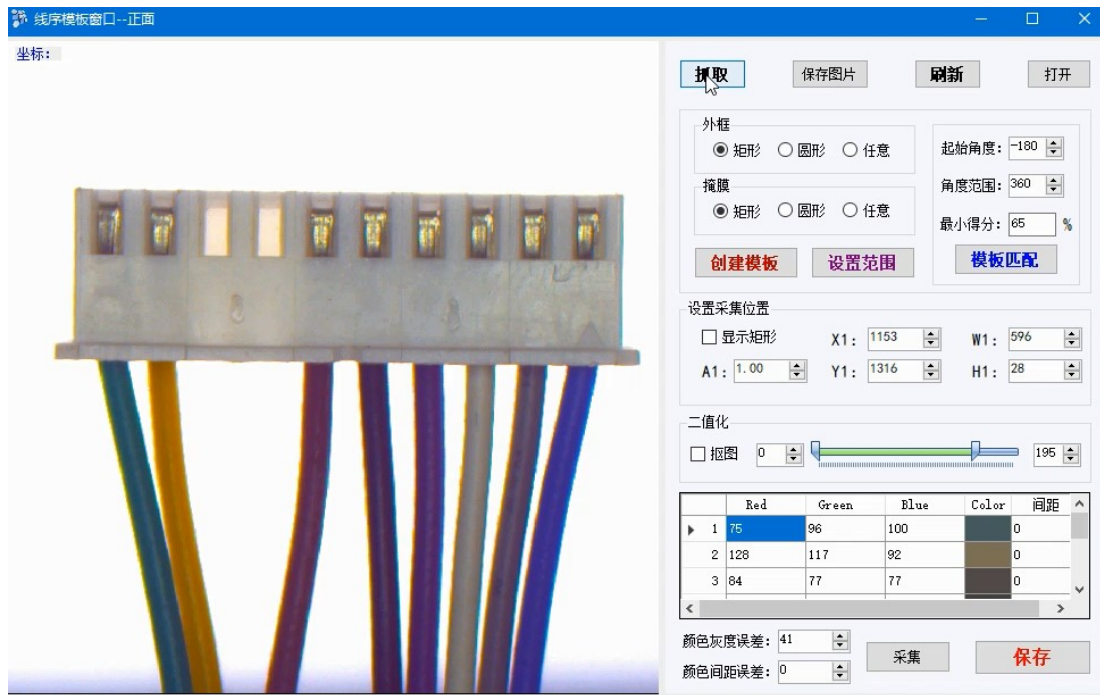 线序模板窗口--正面
坐标:
抓取 保存图片 刷新 打开
外框
矩形 圆形 任意
起始角度: -180
掩膜
角度范围: 360
矩形 圆形 任意
最小得分: 65 %
创建模板 设置范围 模板匹配
设置采集位置
显示矩形 X1: 1153 W1: 596
A1: 1.00 Y1: 1316 H1: 28
二值化
抠图 0 195
Red Green Blue Color 间距
1 75 96 100 0
2 128 117 92 0
3 84 77 77 0
颜色灰度误差: 41
采集 保存
颜色间距误差: 0